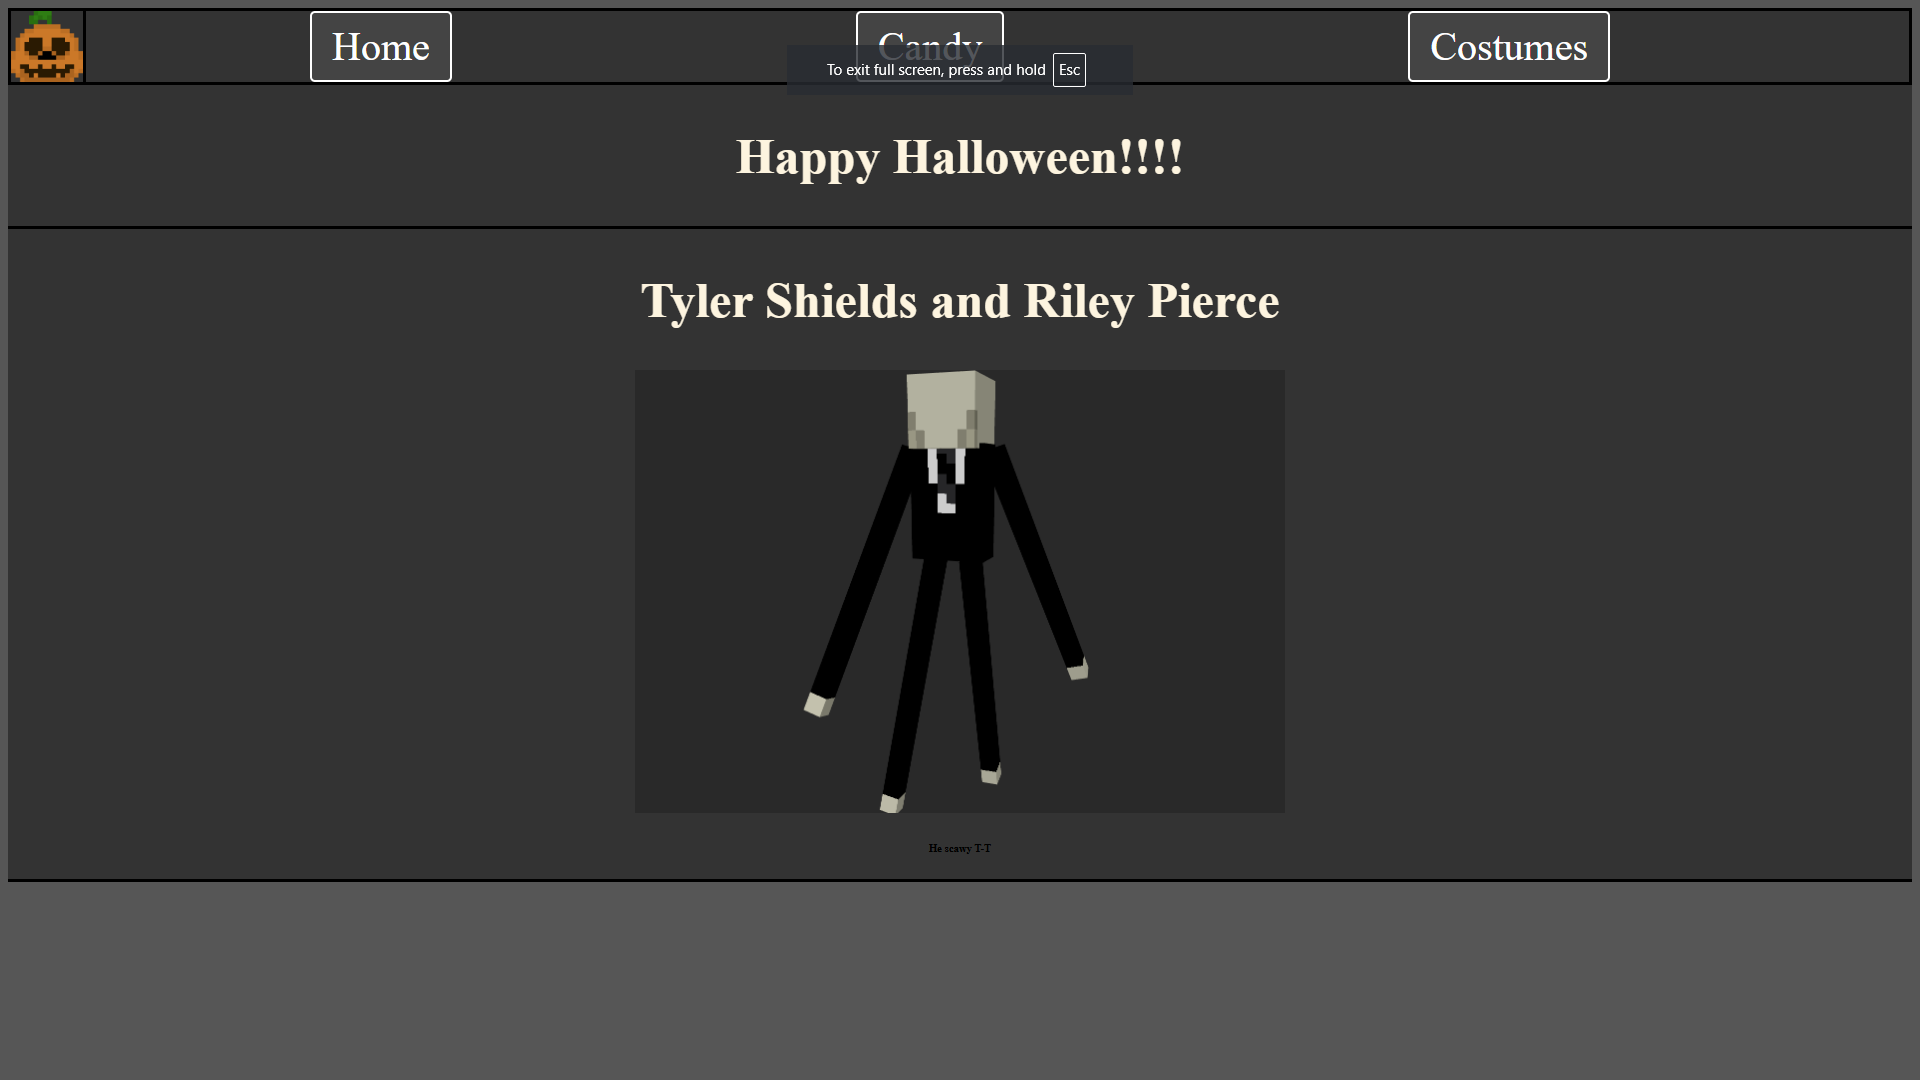 Home
Candy
Costumes
To exit full screen, press and hold Esc
Happy Halloween!!!!
Tyler Shields and Riley Pierce
He scawy T-T